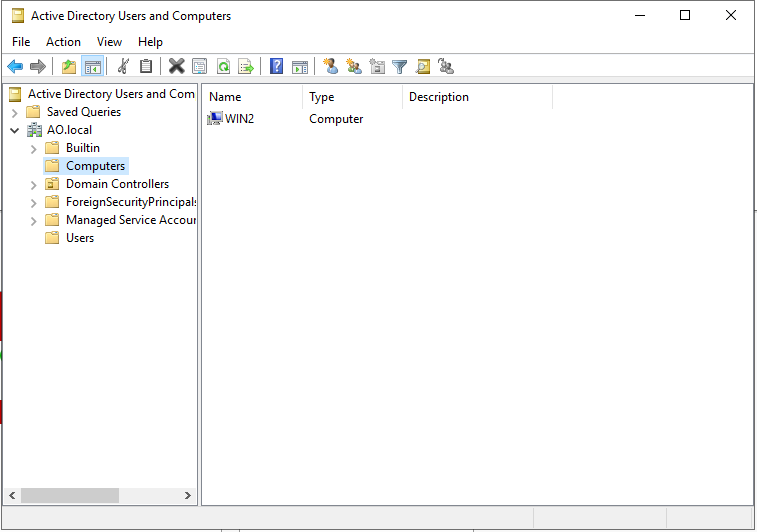 Active Directory Users and Computers
File Action View Help
Active Directory Users and Com
Saved Queries
AO.local
Builtin
Computers
Domain Controllers
ForeignSecurityPrincipals
Managed Service Accour
Users
Name Type Description
WIN2 Computer